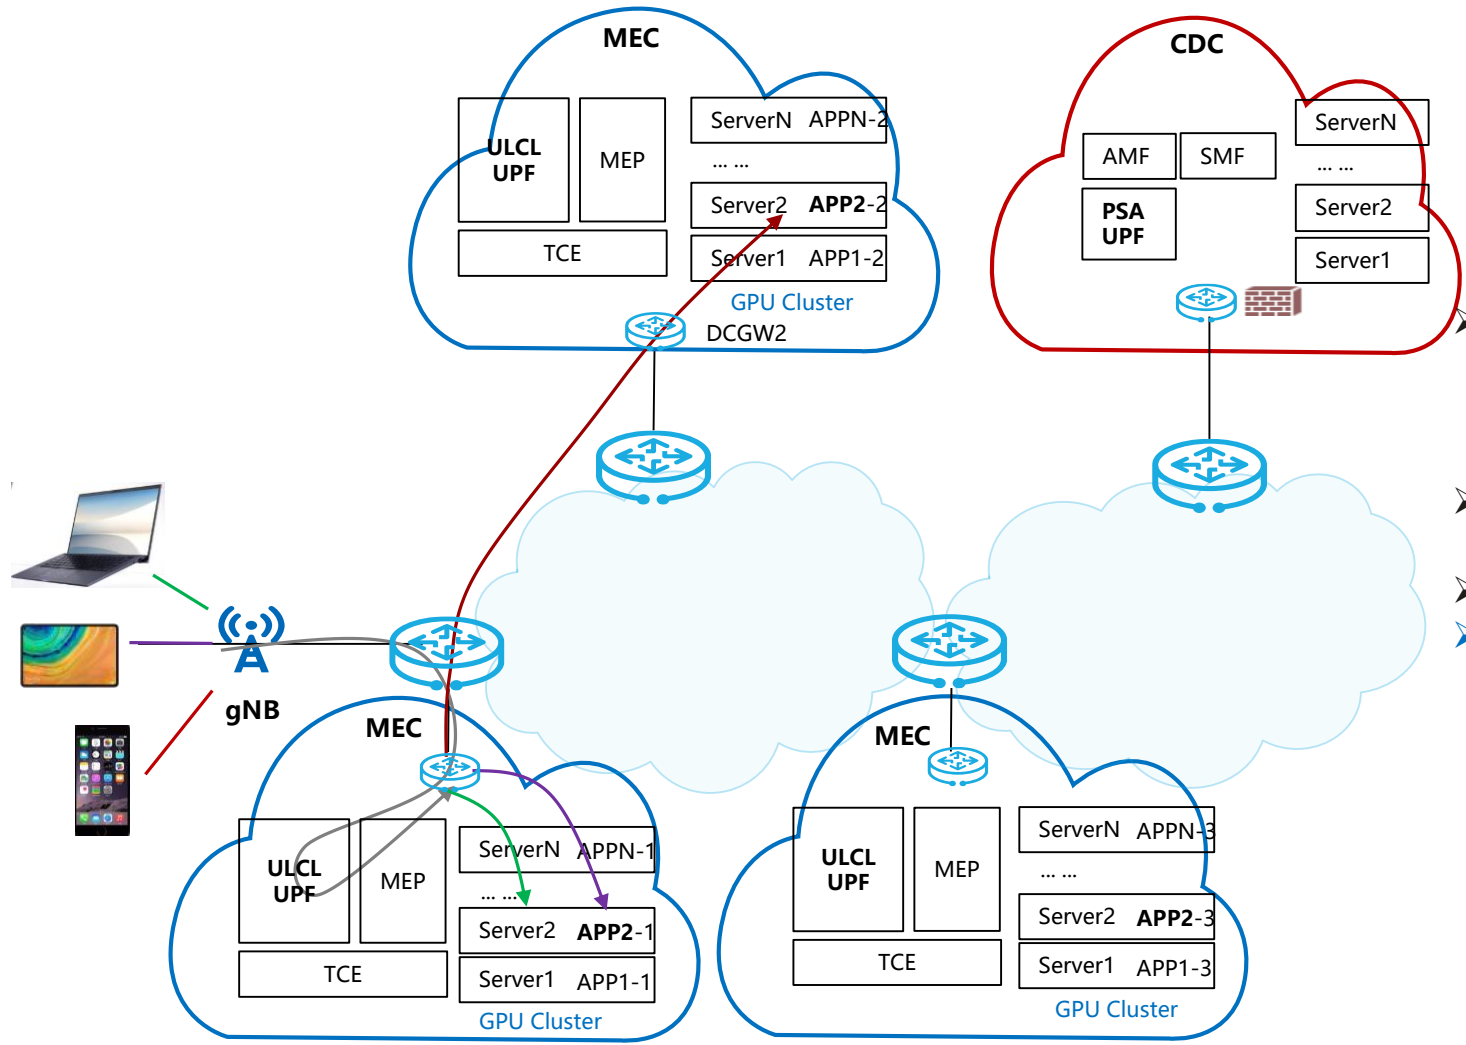 MEC
ULCL
UPF
MEP
TCE
ServerN APPN-2
... ...
Server2 APP2-2
Server1 APP1-2
GPU Cluster
DCGW2
CDC
AMF
SMF
PSA
UPF
ServerN
... ...
Server2
Server1
gNB
MEC
ULCL
UPF
MEP
TCE
ServerN APPN-1
... ...
Server2 APP2-1
Server1 APP1-1
GPU Cluster
MEC
ULCL
UPF
MEP
TCE
ServerN APPN-3
... ...
Server2 APP2-3
Server1 APP1-3
GPU Cluster